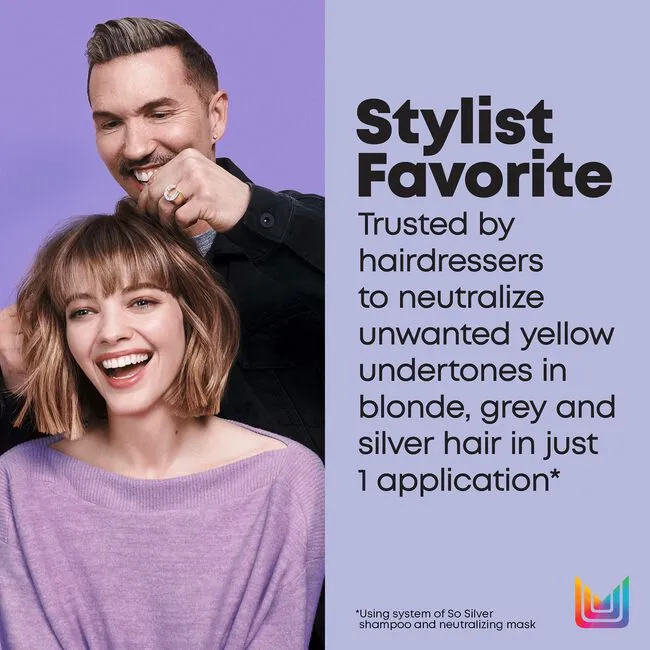 Stylist
Favorite
Trusted by
hairdressers
to neutralize
unwanted yellow
undertones in
blonde, grey and
silver hair in just
1 application*
*Using system of So Silver
shampoo and neutralizing mask